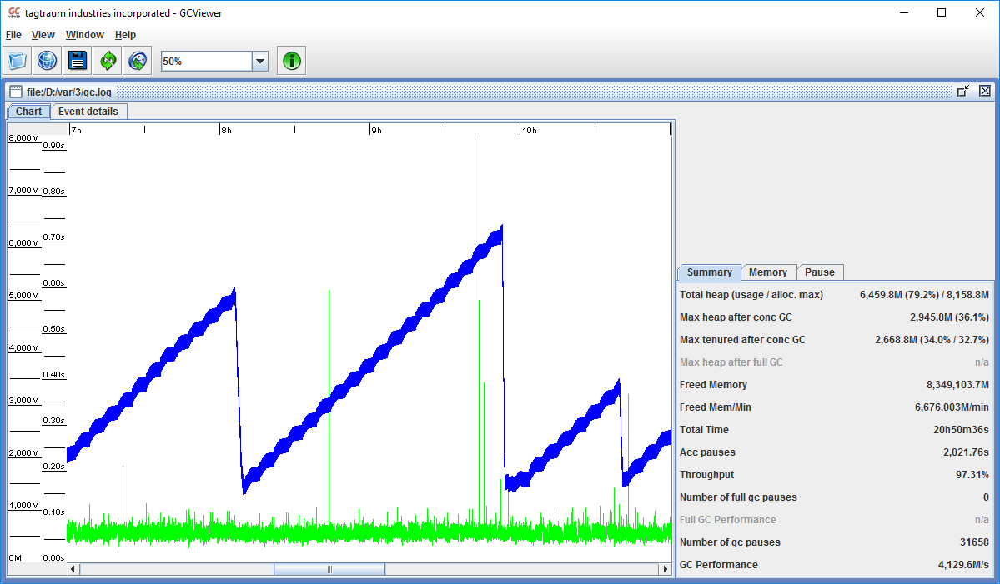 GC
VIEWER
tagtraum industries incorporated - GCViewer
File View Window Help
50%
file:/D:/var/3/gc.log
Chart Event details
7h 8h 9h 10h
8,000M
0.90s
7,000M
0.80s
6,000M
0.70s
5,000M
0.60s
0.50s
4,000M
0.40s
3,000M
0.30s
2,000M
0.20s
1,000M
0.10s
0M
0.00s
Summary Memory Pause
Total heap (usage / alloc. max) 6,459.8M (79.2%) / 8,158.8M
Max heap after conc GC 2,945.8M (36.1%)
Max tenured after conc GC 2,668.8M (34.0% / 32.7%)
Max heap after full GC n/a
Freed Memory 8,349,103.7M
Freed Mem/Min 6,676.003M/min
Total Time 20h50m36s
Acc pauses 2,021.76s
Throughput 97.31%
Number of full gc pauses 0
Full GC Performance n/a
Number of gc pauses 31658
GC Performance 4,129.6M/s